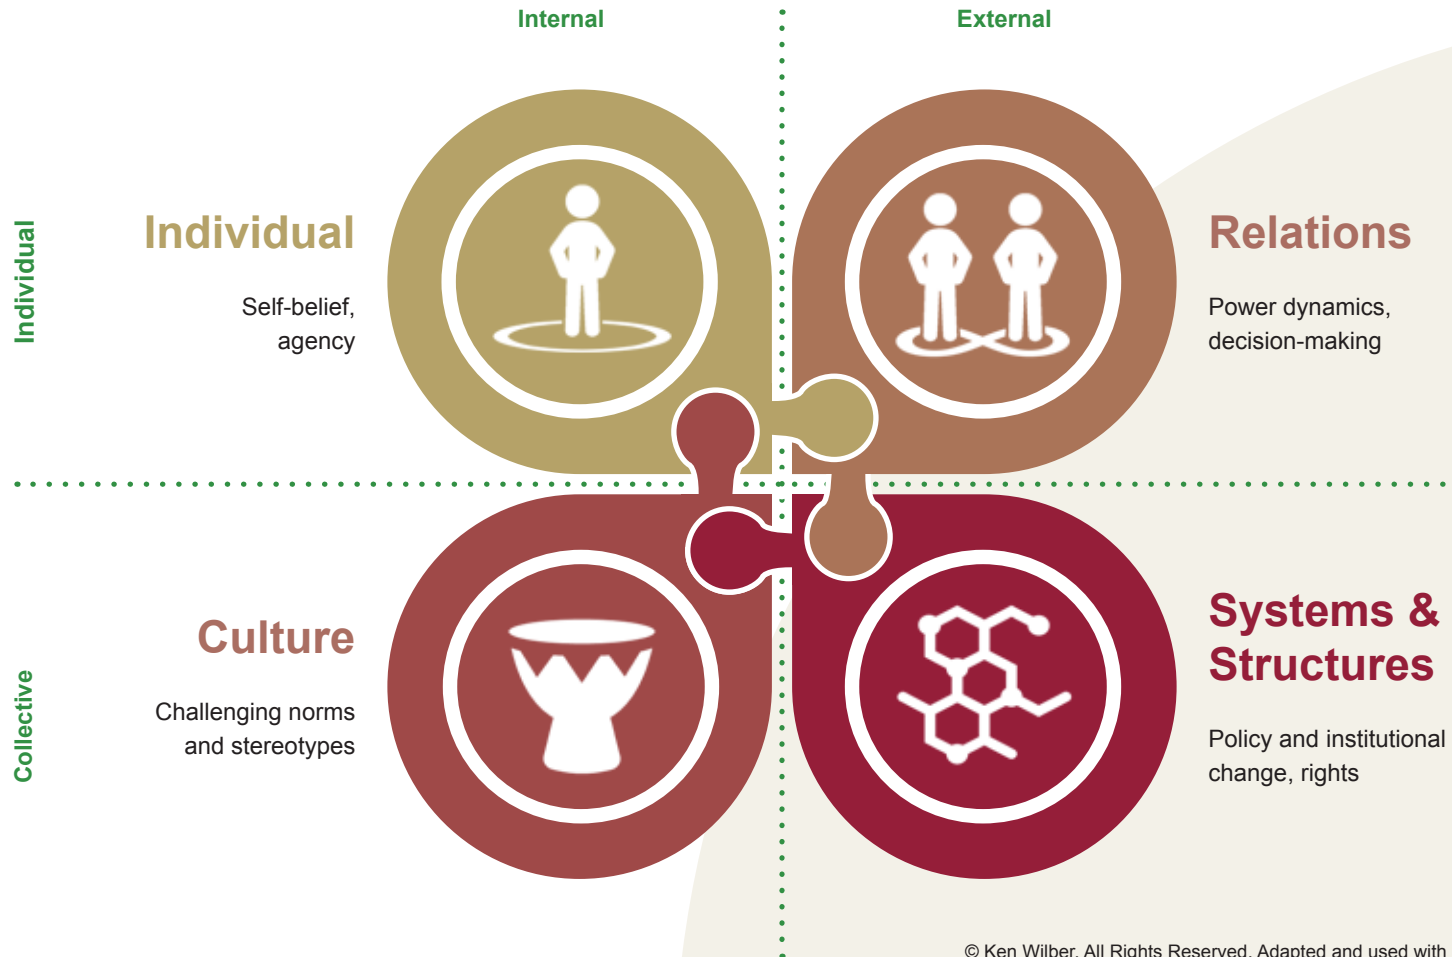 Internal
External
Individual
Individual
Self-belief,
agency
Relations
Power dynamics,
decision-making
Collective
Culture
Challenging norms
and stereotypes
Systems &
Structures
Policy and institutional
change, rights
© Ken Wilber. All Rights Reserved. Adapted and used with